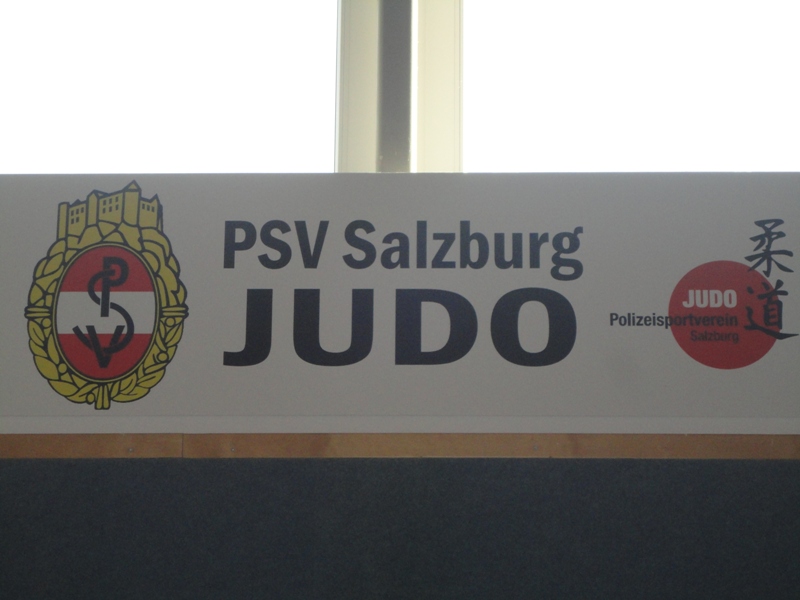 PSV
PSV Salzburg
JUDO
JUDO
Polizeisportverein
Salzburg
柔道